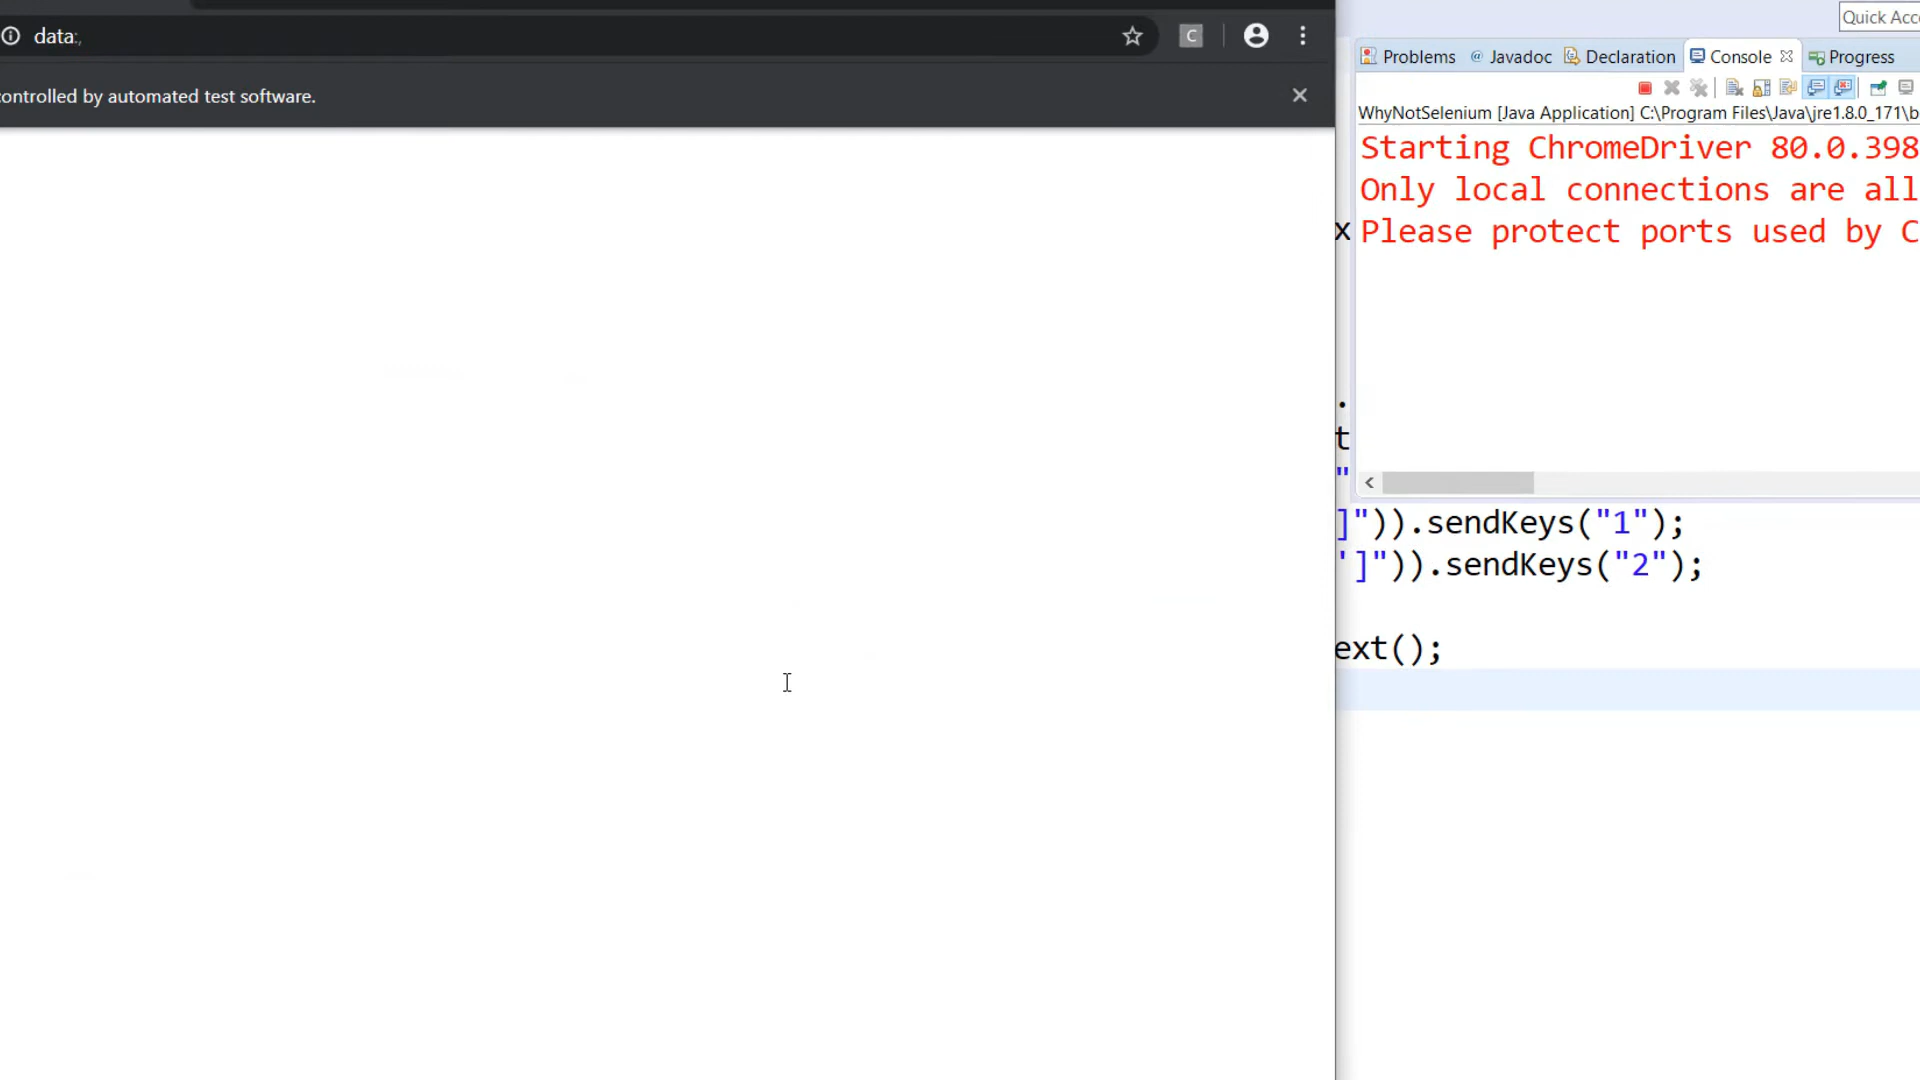 data:,
controlled by automated test software.
Quick Acc
Problems @ Javadoc Declaration Console Progress
WhyNotSelenium [Java Application] C:\Program Files\Java\jre1.8.0_171\b
Starting ChromeDriver 80.0.398
Only local connections are all
Please protect ports used by C
x
.
t
"
]")).sendKeys("1");
']")).sendKeys("2");
ext();